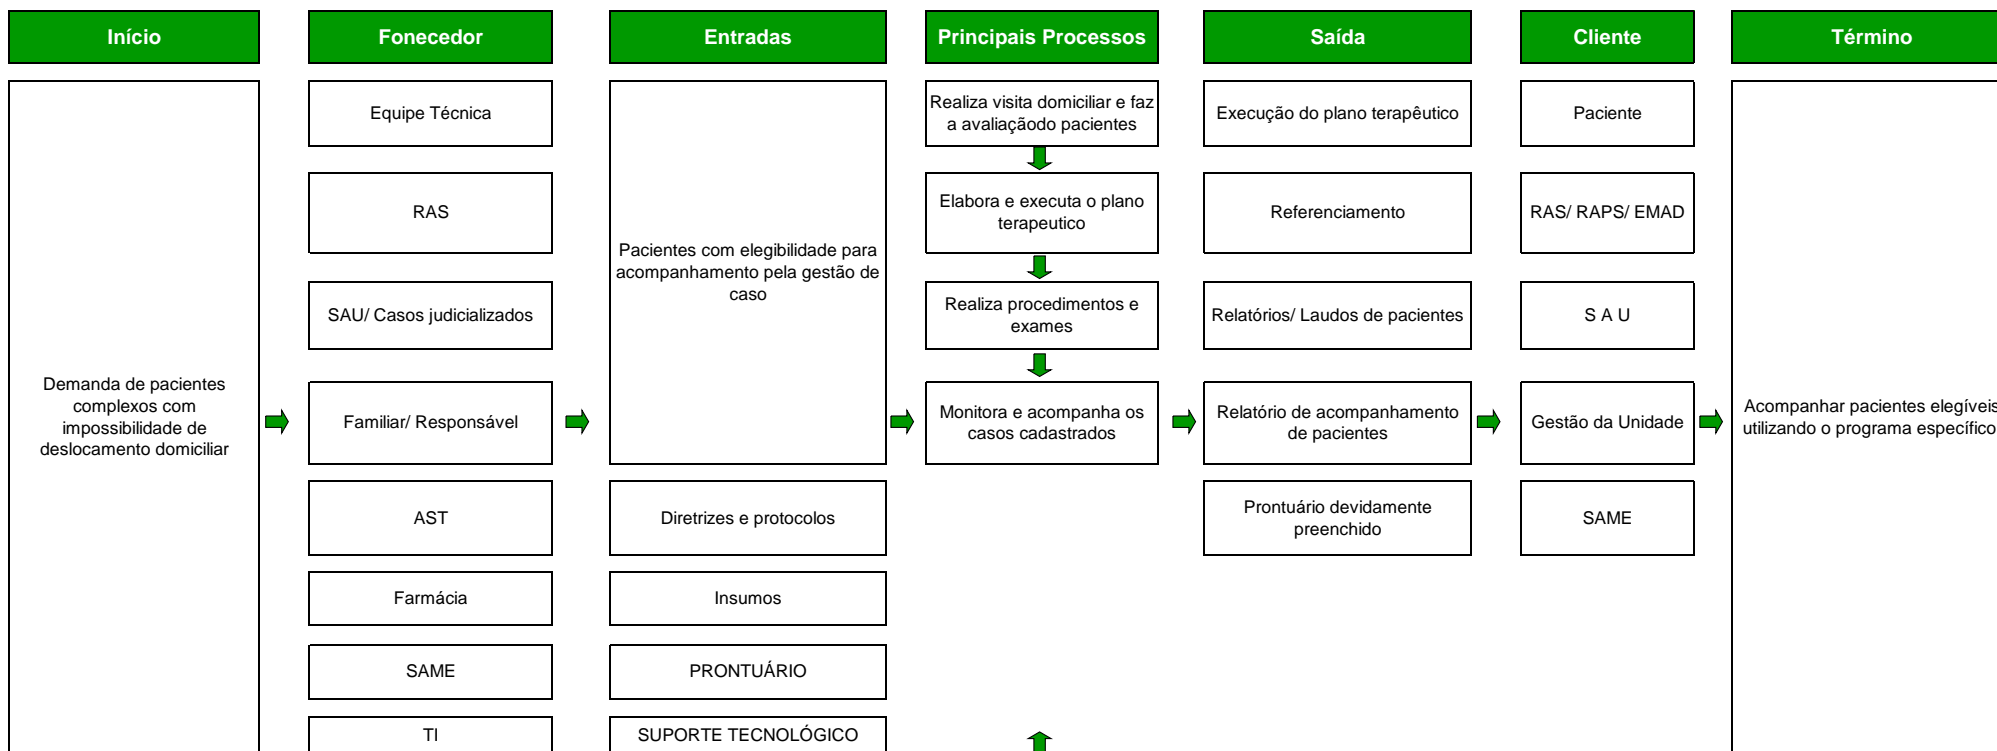 Início
Fonecedor
Entradas
Principais Processos
Saída
Cliente
Término
Demanda de pacientes
complexos com
impossibilidade de
deslocamento domiciliar
Equipe Técnica
RAS
SAU/ Casos judicializados
Familiar/ Responsável
AST
Farmácia
SAME
TI
Pacientes com elegibilidade para
acompanhamento pela gestão de
caso
Diretrizes e protocolos
Insumos
PRONTUÁRIO
SUPORTE TECNOLÓGICO
Realiza visita domiciliar e faz
a avaliaçãodo pacientes
Elabora e executa o plano
terapeutico
Realiza procedimentos e
exames
Monitora e acompanha os
casos cadastrados
Execução do plano terapêutico
Referenciamento
Relatórios/ Laudos de pacientes
Relatório de acompanhamento
de pacientes
Prontuário devidamente
preenchido
Paciente
RAS/ RAPS/ EMAD
S A U
Gestão da Unidade
SAME
Acompanhar pacientes elegíveis
utilizando o programa específico